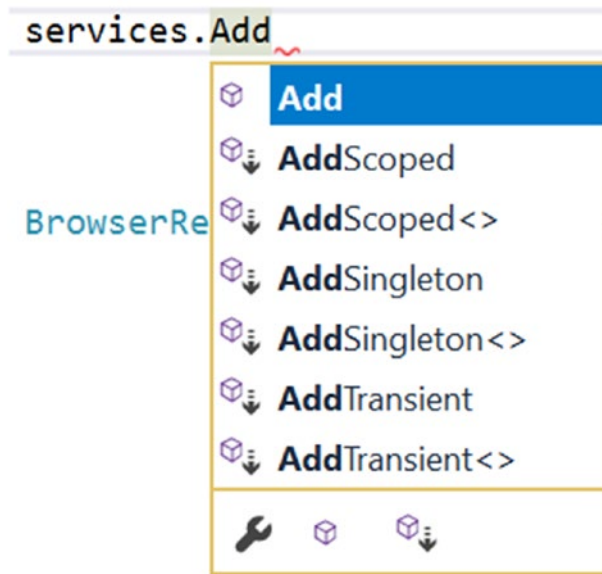 services.Add
Add
AddScoped
BrowserRe
AddScoped<>
AddSingleton
AddSingleton<>
AddTransient
AddTransient<>